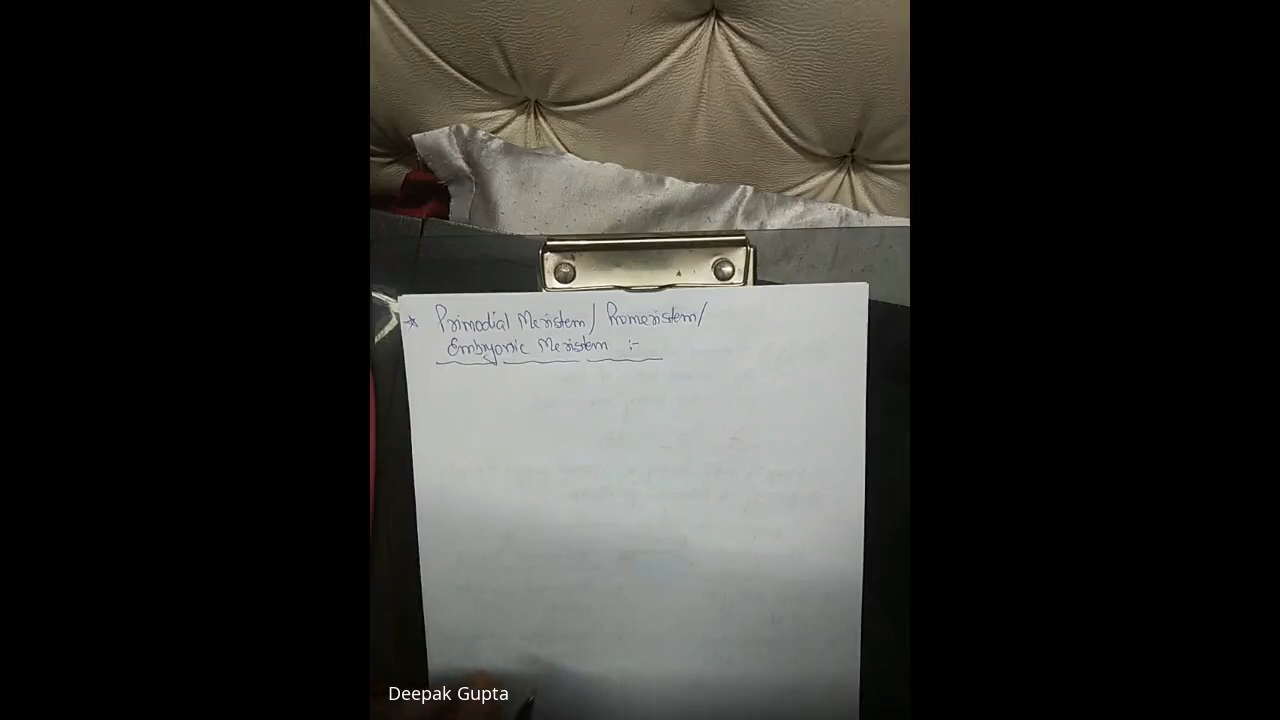 * Primodial Meristem/ Promeristem/
Embryonic Meristem :-
Deepak Gupta